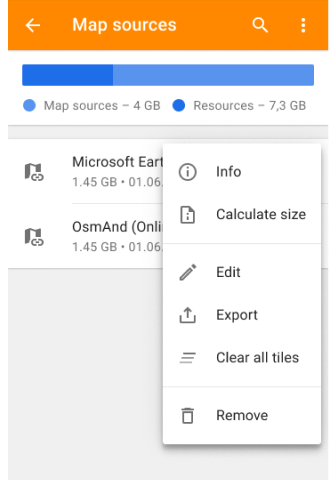 Map sources
Map sources – 4 GB
Resources – 7,3 GB
Microsoft Eart
1.45 GB • 01.06.
OsmAnd (Onli
1.45 GB • 01.06.
Info
Calculate size
Edit
Export
Clear all tiles
Remove